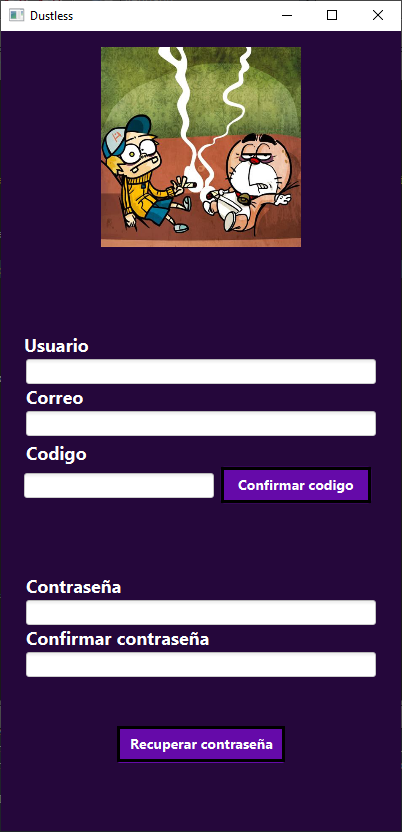 Dustless
Usuario
Correo
Codigo
Confirmar codigo
Contraseña
Confirmar contraseña
Recuperar contraseña